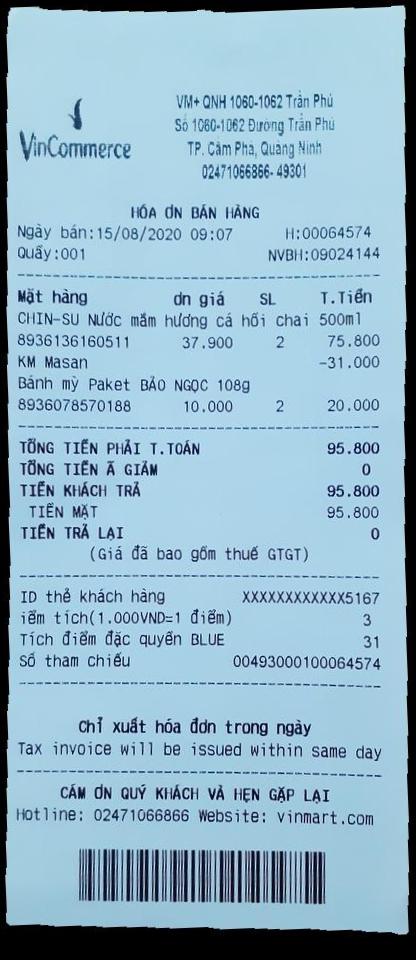 VinCommerce
VM+ QNH 1060-1062 Trần Phú
Số 1060-1062 Đường Trần Phú
TP. Cẩm Phả, Quảng Ninh
02471066866- 49301
HÓA ƠN BÁN HÀNG
Ngày bán:15/08/2020 09:07 H:00064574
Quầy:001 NVBH:09024144
Mặt hàng ơn giá SL T.Tiền
CHIN-SU Nước mắm hương cá hồi chai 500ml
8936136160511 37.900 2 75.800
KM Masan -31.000
Bánh mỳ Paket BẢO NGỌC 108g
8936078570188 10.000 2 20.000
TỔNG TIỀN PHẢI T.TOÁN 95.800
TỔNG TIỀN Ã GIẢM 0
TIỀN KHÁCH TRẢ 95.800
TIỀN MẶT 95.800
TIỀN TRẢ LẠI 0
(Giá đã bao gồm thuế GTGT)
ID thẻ khách hàng XXXXXXXXXXXX5167
iểm tích(1.000VND=1 điểm) 3
Tích điểm đặc quyền BLUE 31
Số tham chiếu 00493000100064574
Chỉ xuất hóa đơn trong ngày
Tax invoice will be issued within same day
CẢM ƠN QUÝ KHÁCH VÀ HẸN GẶP LẠI
Hotline: 02471066866 Website: vinmart.com